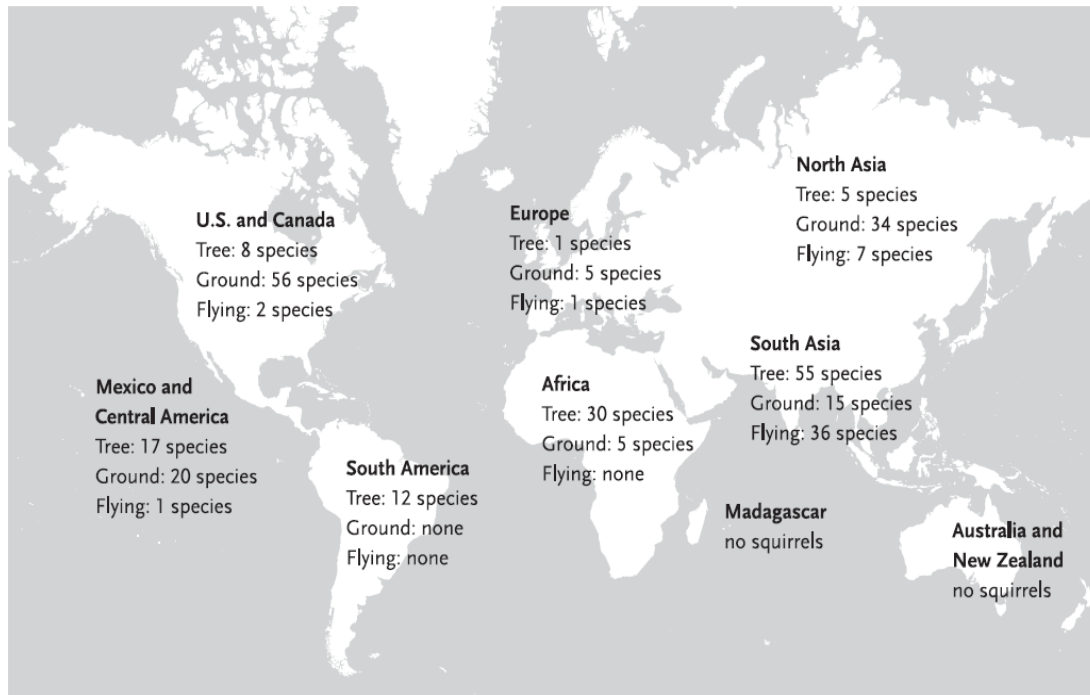 U.S. and Canada
Tree: 8 species
Ground: 56 species
Flying: 2 species
Mexico and
Central America
Tree: 17 species
Ground: 20 species
Flying: 1 species
South America
Tree: 12 species
Ground: none
Flying: none
Europe
Tree: 1 species
Ground: 5 species
Flying: 1 species
Africa
Tree: 30 species
Ground: 5 species
Flying: none
North Asia
Tree: 5 species
Ground: 34 species
Flying: 7 species
South Asia
Tree: 55 species
Ground: 15 species
Flying: 36 species
Madagascar
no squirrels
Australia and
New Zealand
no squirrels